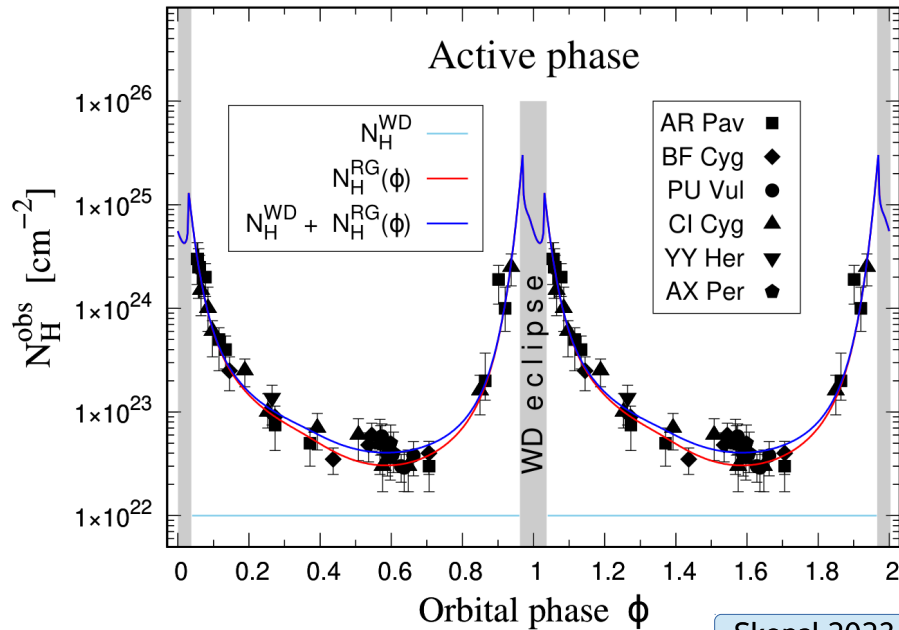 Active phase
1×10^26
1×10^25
1×10^24
1×10^23
1×10^22
N_H^obs [cm^−2]
N_H^WD
N_H^RG(ϕ)
N_H^WD + N_H^RG(ϕ)
AR Pav
BF Cyg
PU Vul
CI Cyg
YY Her
AX Per
WD eclipse
0 0.2 0.4 0.6 0.8 1 1.2 1.4 1.6 1.8 2
Orbital phase ϕ